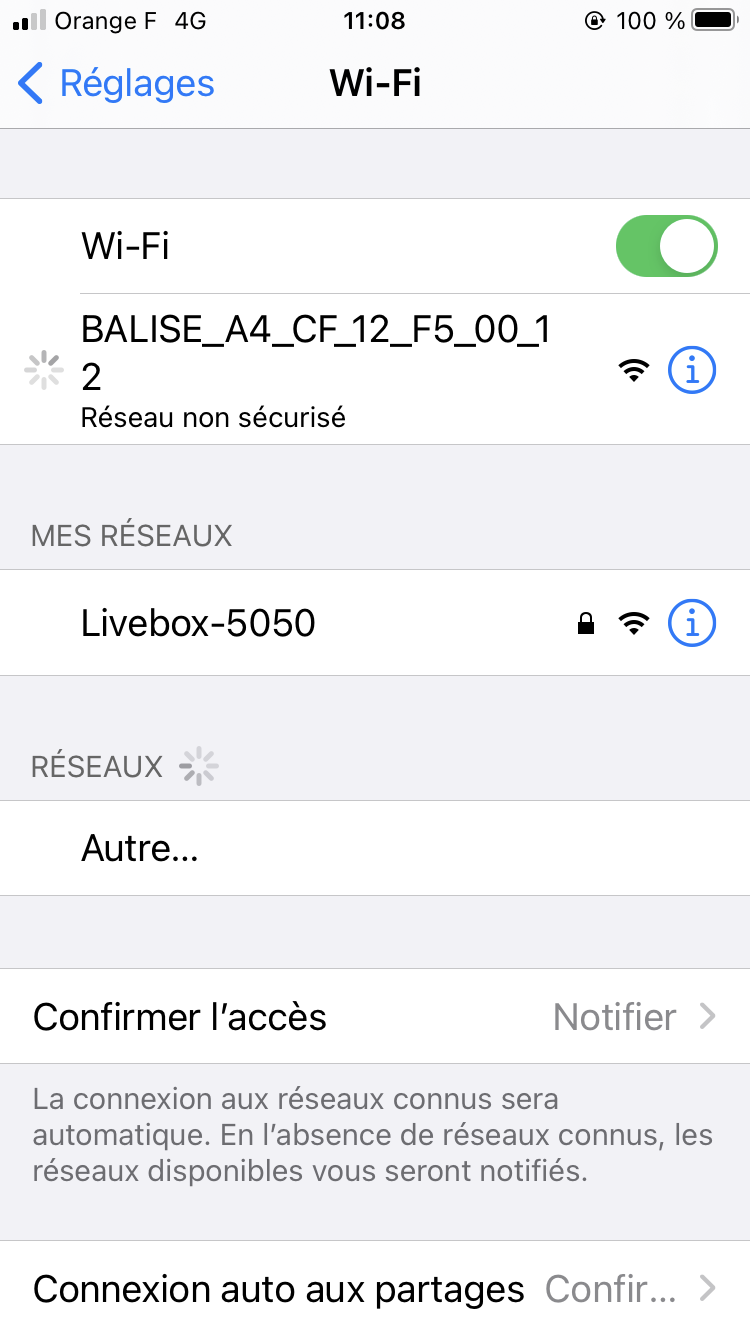 Orange F 4G 11:08 100 %
Réglages Wi-Fi
Wi-Fi
BALISE_A4_CF_12_F5_00_1
2
Réseau non sécurisé
MES RÉSEAUX
Livebox-5050
RÉSEAUX
Autre...
Confirmer l’accès Notifier
La connexion aux réseaux connus sera
automatique. En l’absence de réseaux connus, les
réseaux disponibles vous seront notifiés.
Connexion auto aux partages Confir...